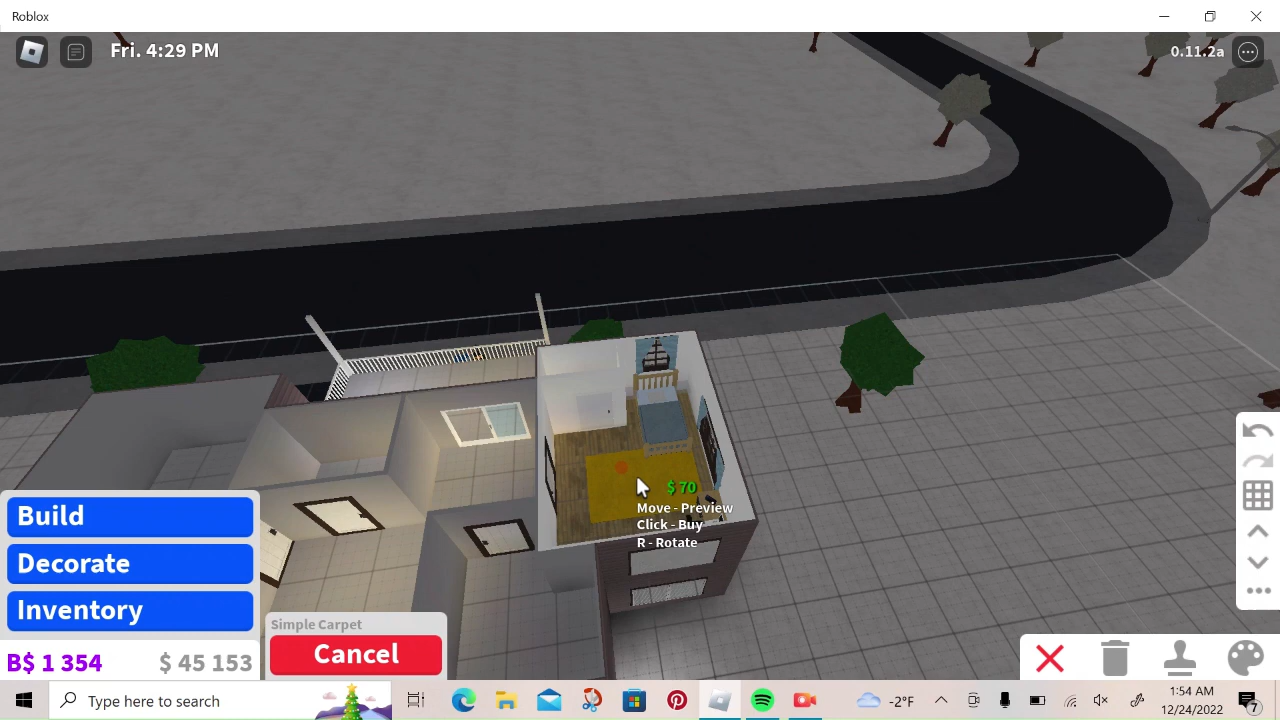 Roblox
Fri. 4:29 PM
0.11.2a
$ 70
Move - Preview
Click - Buy
R - Rotate
Build
Decorate
Inventory
Simple Carpet
Cancel
B$ 1 354
$ 45 153
Type here to search
-2°F
1:54 AM
12/24/2022
7